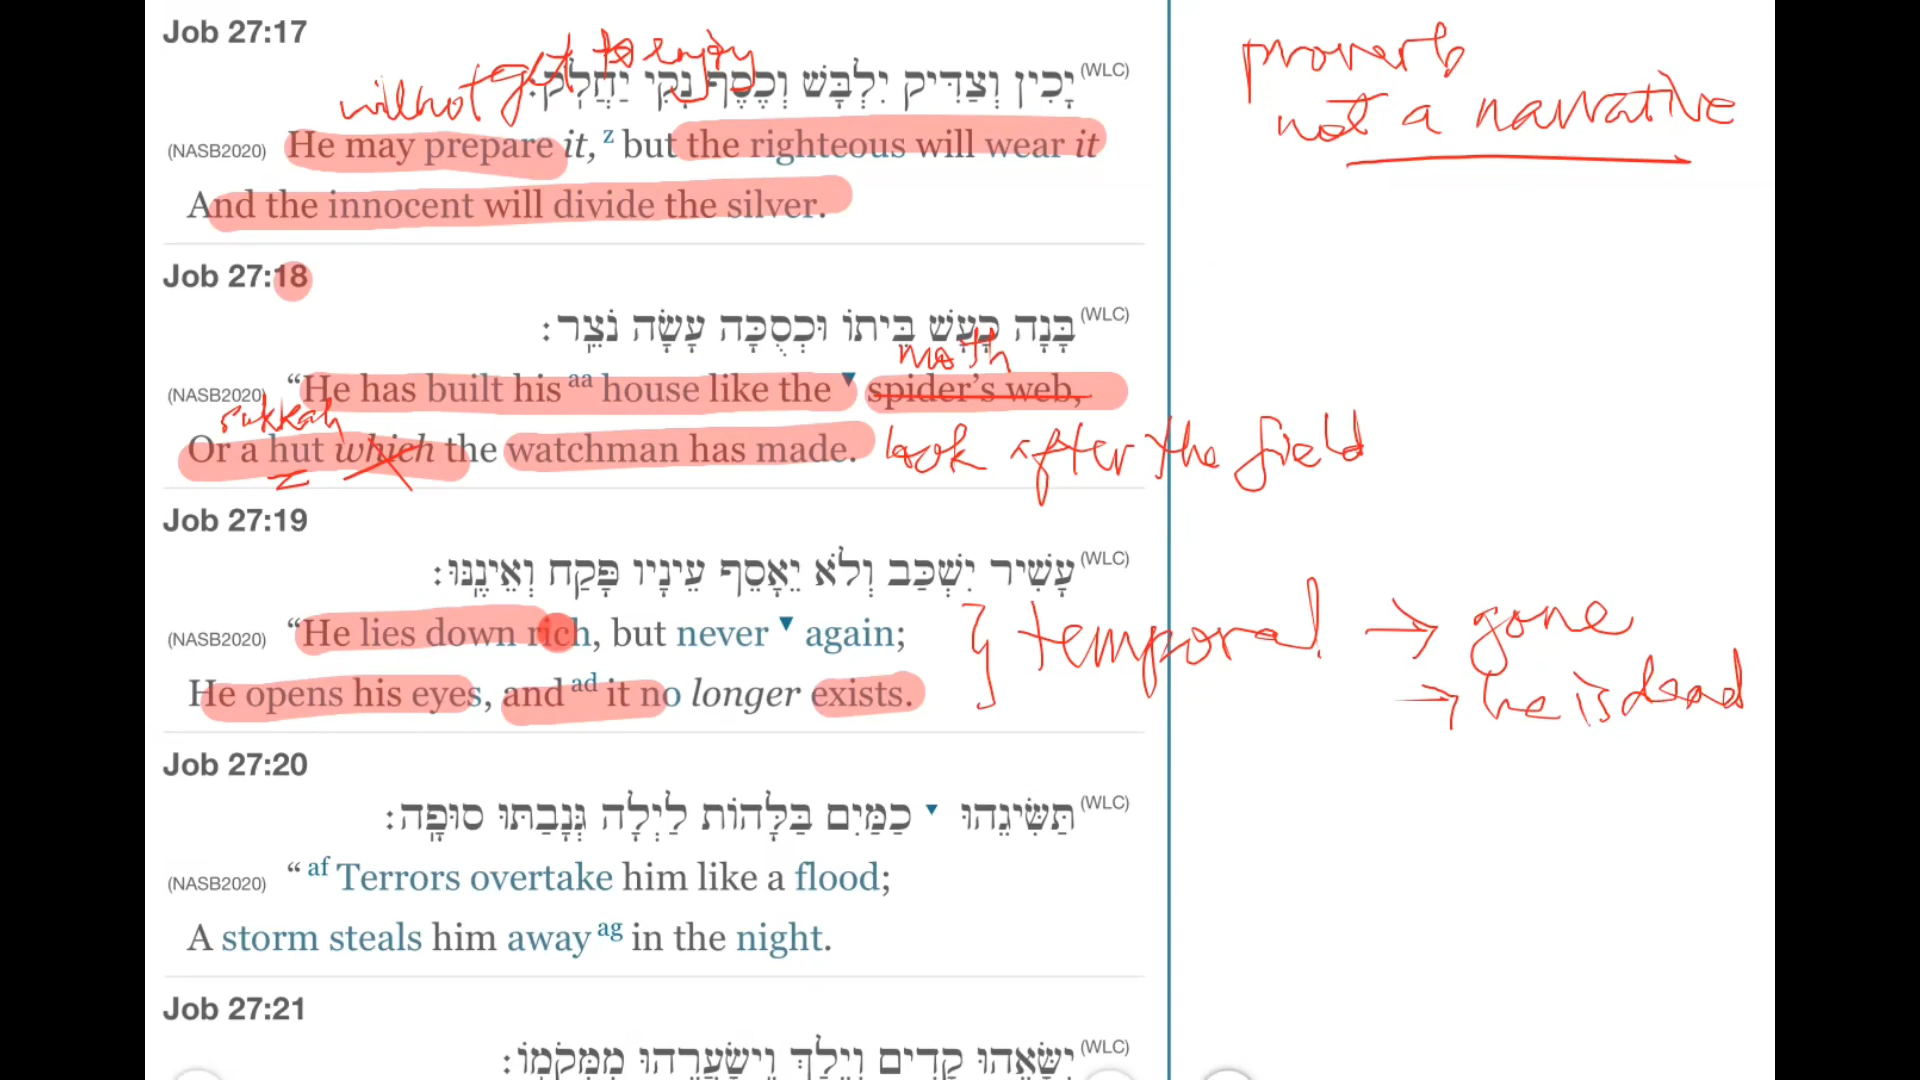 Job 27:17
proverb
not a narrative
will not get to enjoy
יָכִין וְצַדִּיק יִלְבָּשׁ וְכֶסֶף נָקִי יַחֲלֹק׃ (WLC)
(NASB2020) He may prepare it, z but the righteous will wear it
And the innocent will divide the silver.
Job 27:18
בָּנָה כָעָשׁ בֵּיתוֹ וּכְסֻכָּה עָשָׂה נֹצֵר׃ (WLC)
moth
(NASB2020) “He has built his aa house like the spider’s web,
sukkah
Or a hut which the watchman has made. look after the field
Job 27:19
עָשִׁיר יִשְׁכַּב וְלֹא יֵאָסֵף עֵינָיו פָּקַח וְאֵינֶנּוּ׃ (WLC)
(NASB2020) “He lies down rich, but never again;
He opens his eyes, and ad it no longer exists.
temporal → gone
→ he is dead
Job 27:20
תַּשִּׂיגֵהוּ כַמַּיִם בַּלָּהוֹת לַיְלָה גְּנָבַתּוּ סוּפָה׃ (WLC)
(NASB2020) “ af Terrors overtake him like a flood;
A storm steals him away ag in the night.
Job 27:21
יִשָּׂאֵהוּ קָדִים וְיֵלַךְ וִישָׂעֲרֵהוּ מִמְּקֹמוֹ׃ (WLC)